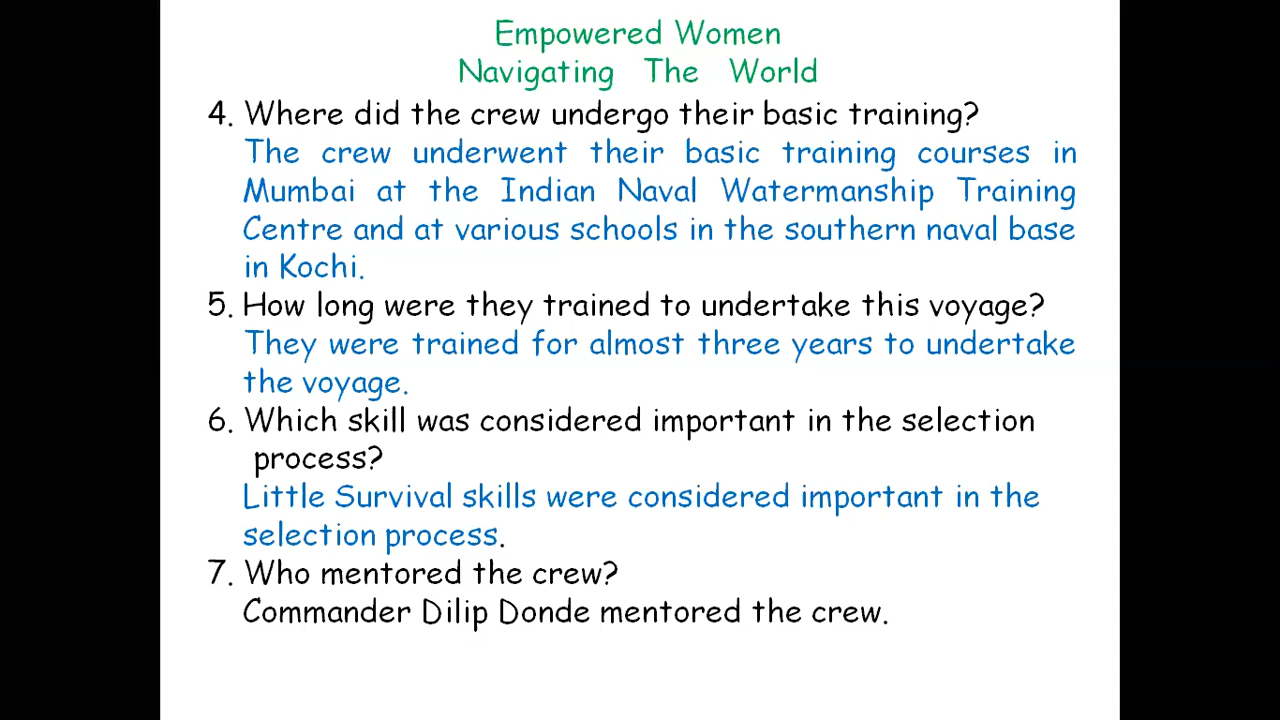 Empowered Women
Navigating The World
4. Where did the crew undergo their basic training?
The crew underwent their basic training courses in
Mumbai at the Indian Naval Watermanship Training
Centre and at various schools in the southern naval base
in Kochi.
5. How long were they trained to undertake this voyage?
They were trained for almost three years to undertake
the voyage.
6. Which skill was considered important in the selection
process?
Little Survival skills were considered important in the
selection process.
7. Who mentored the crew?
Commander Dilip Donde mentored the crew.